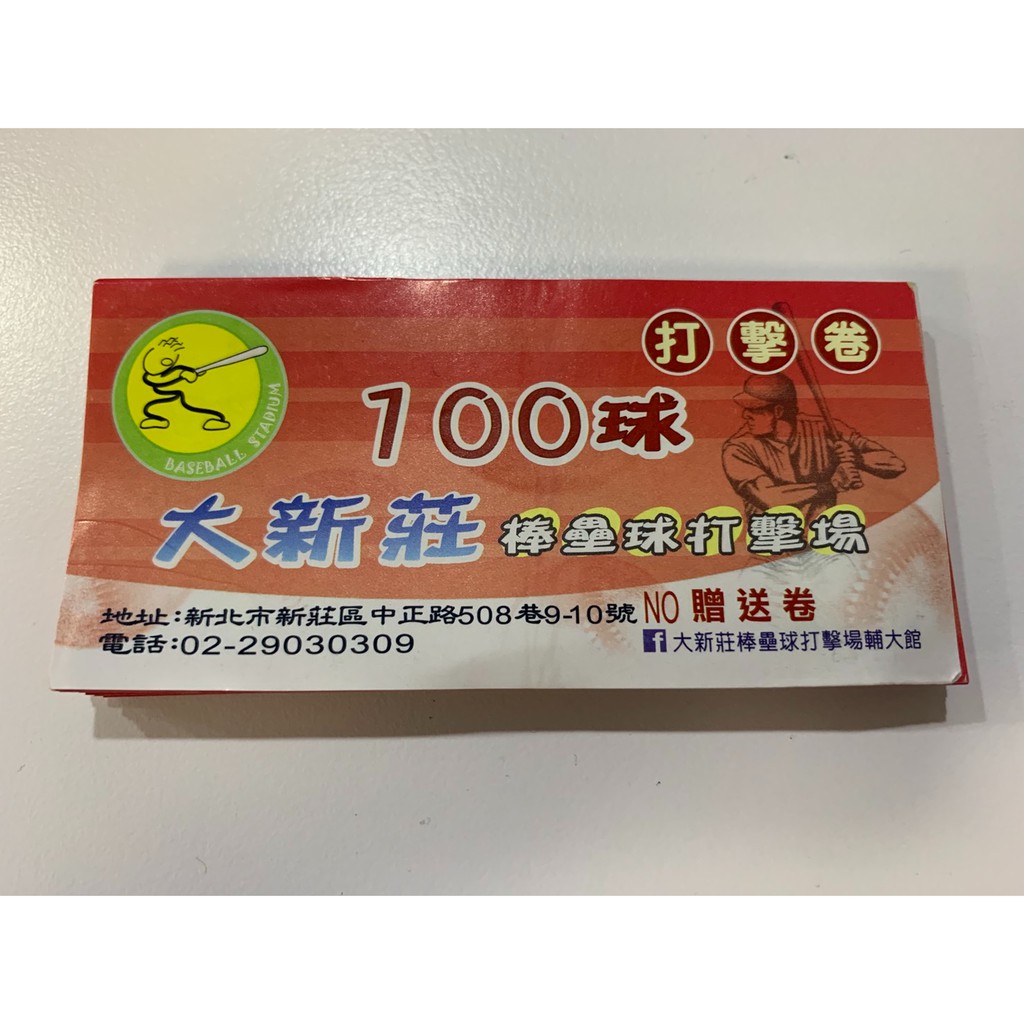 打擊卷
BASEBALL STADIUM
100球
大新莊 棒壘球打擊場
地址:新北市新莊區中正路508巷9-10號
NO 贈送卷
電話:02-29030309
f 大新莊棒壘球打擊場輔大館